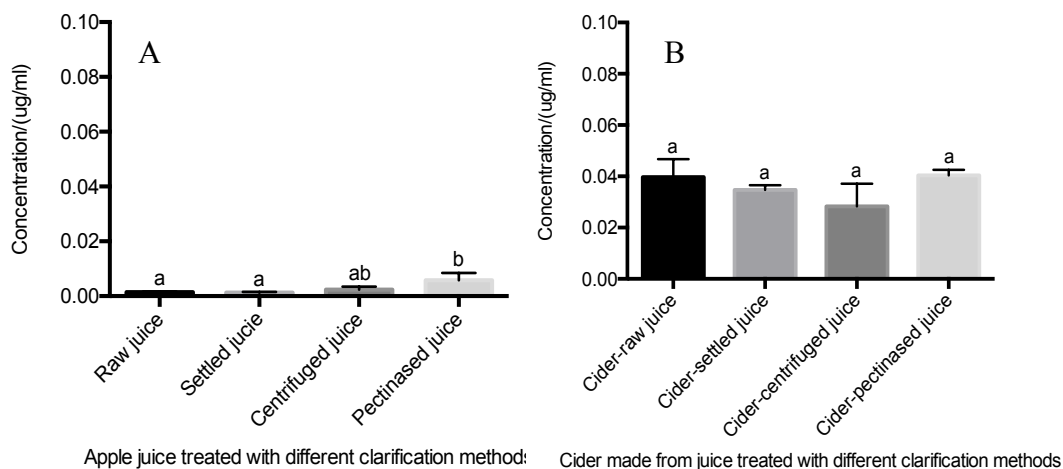 A
Concentration/(ug/ml)
0.10
0.08
0.06
0.04
0.02
0.00
a
a
ab
b
Raw juice
Settled jucie
Centrifuged juice
Pectinased juice
Apple juice treated with different clarification methods
B
Concentration/(ug/ml)
0.10
0.08
0.06
0.04
0.02
0.00
a
a
a
a
Cider-raw juice
Cider-settled juice
Cider-centrifuged juice
Cider-pectinased juice
Cider made from juice treated with different clarification methods